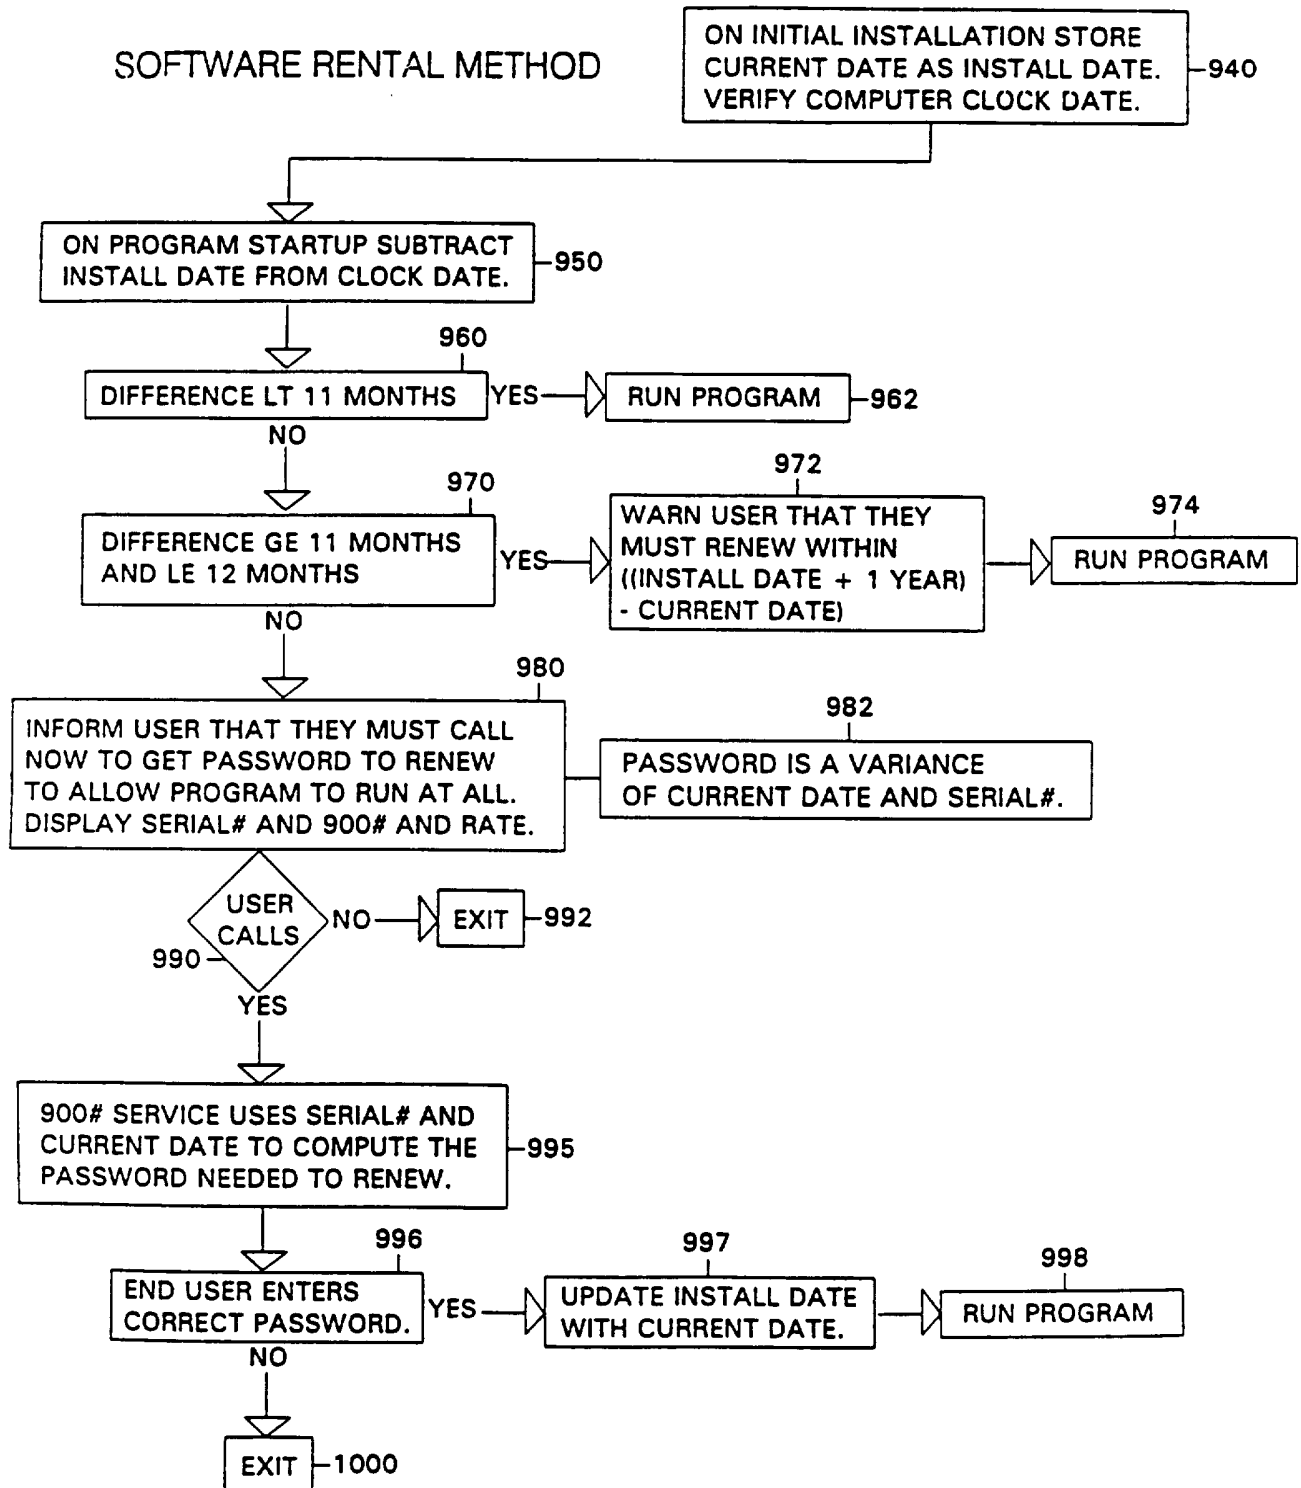 SOFTWARE RENTAL METHOD
ON INITIAL INSTALLATION STORE
CURRENT DATE AS INSTALL DATE.
VERIFY COMPUTER CLOCK DATE.
940
ON PROGRAM STARTUP SUBTRACT
INSTALL DATE FROM CLOCK DATE.
950
960
DIFFERENCE LT 11 MONTHS
YES
RUN PROGRAM
962
NO
970
DIFFERENCE GE 11 MONTHS
AND LE 12 MONTHS
YES
972
WARN USER THAT THEY
MUST RENEW WITHIN
((INSTALL DATE + 1 YEAR)
- CURRENT DATE)
974
RUN PROGRAM
NO
980
INFORM USER THAT THEY MUST CALL
NOW TO GET PASSWORD TO RENEW
TO ALLOW PROGRAM TO RUN AT ALL.
DISPLAY SERIAL# AND 900# AND RATE.
982
PASSWORD IS A VARIANCE
OF CURRENT DATE AND SERIAL#.
USER
CALLS
990
NO
EXIT
992
YES
900# SERVICE USES SERIAL# AND
CURRENT DATE TO COMPUTE THE
PASSWORD NEEDED TO RENEW.
995
996
END USER ENTERS
CORRECT PASSWORD.
YES
997
UPDATE INSTALL DATE
WITH CURRENT DATE.
998
RUN PROGRAM
NO
EXIT
1000